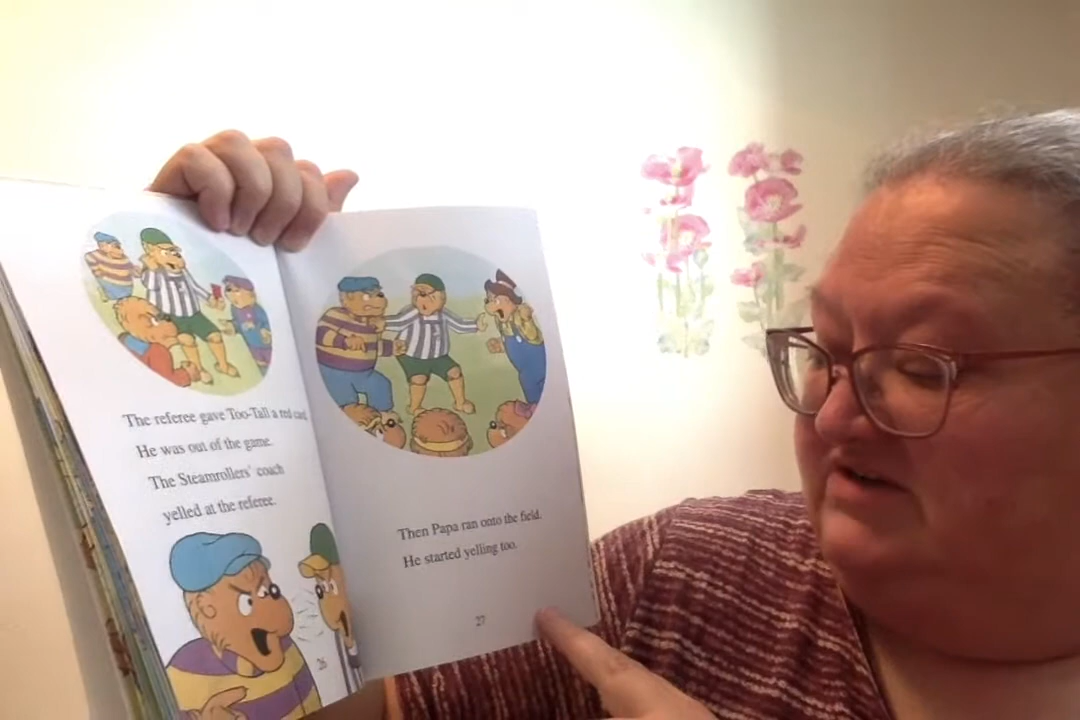 The referee gave Too-Tall a red card.
He was out of the game.
The Steamrollers' coach
yelled at the referee.
26
Then Papa ran onto the field.
He started yelling too.
27